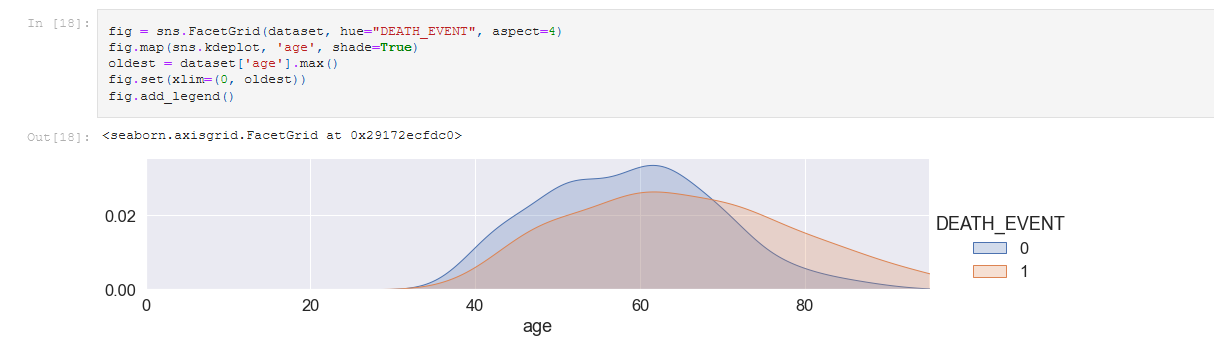 In [18]:
fig = sns.FacetGrid(dataset, hue="DEATH_EVENT", aspect=4)
fig.map(sns.kdeplot, 'age', shade=True)
oldest = dataset['age'].max()
fig.set(xlim=(0, oldest))
fig.add_legend()
Out[18]: <seaborn.axisgrid.FacetGrid at 0x29172ecfdc0>
0.02
0.00
0 20 40 60 80
age
DEATH_EVENT
0
1